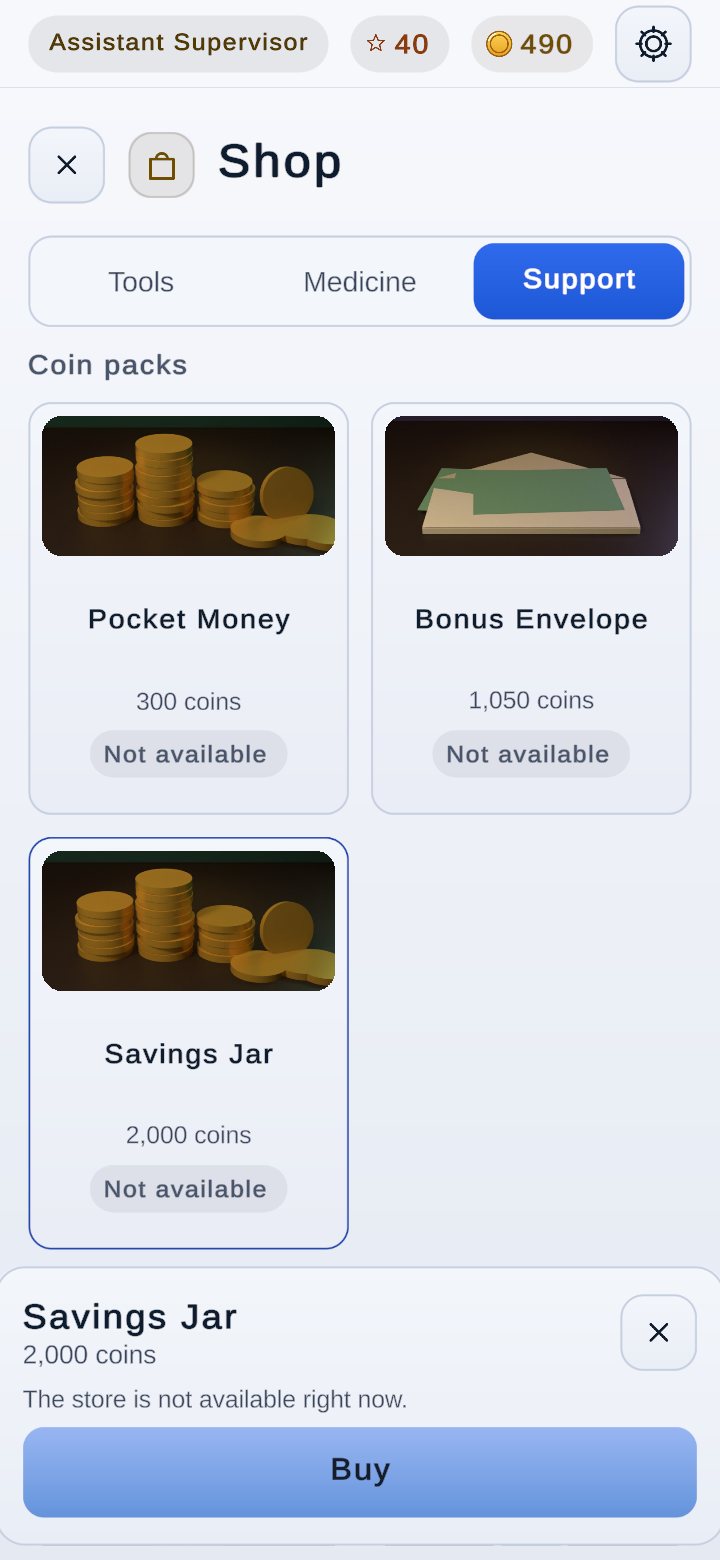 Assistant Supervisor
40
490
Shop
Tools
Medicine
Support
Coin packs
Pocket Money
300 coins
Not available
Bonus Envelope
1,050 coins
Not available
Savings Jar
2,000 coins
Not available
Savings Jar
2,000 coins
The store is not available right now.
Buy